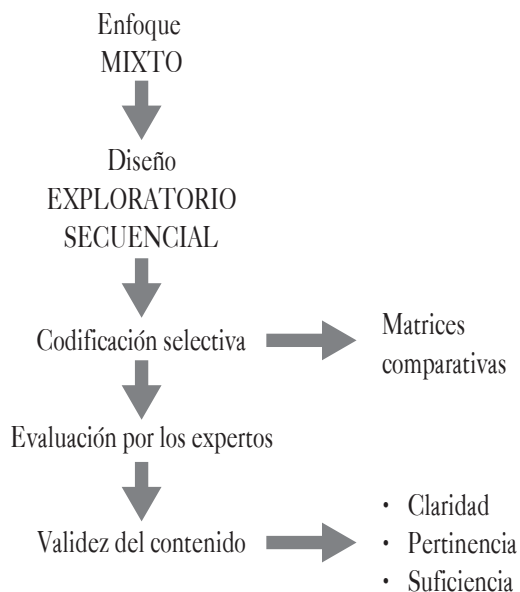 Enfoque
MIXTO
Diseño
EXPLORATORIO
SECUENCIAL
Codificación selectiva
Matrices
comparativas
Evaluación por los expertos
Validez del contenido
• Claridad
• Pertinencia
• Suficiencia